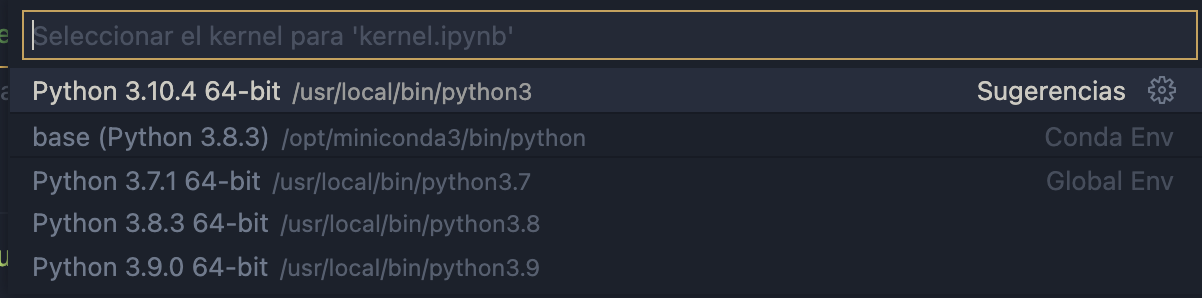 Seleccionar el kernel para 'kernel.ipynb'
Python 3.10.4 64-bit /usr/local/bin/python3 Sugerencias
base (Python 3.8.3) /opt/miniconda3/bin/python Conda Env
Python 3.7.1 64-bit /usr/local/bin/python3.7 Global Env
Python 3.8.3 64-bit /usr/local/bin/python3.8
Python 3.9.0 64-bit /usr/local/bin/python3.9